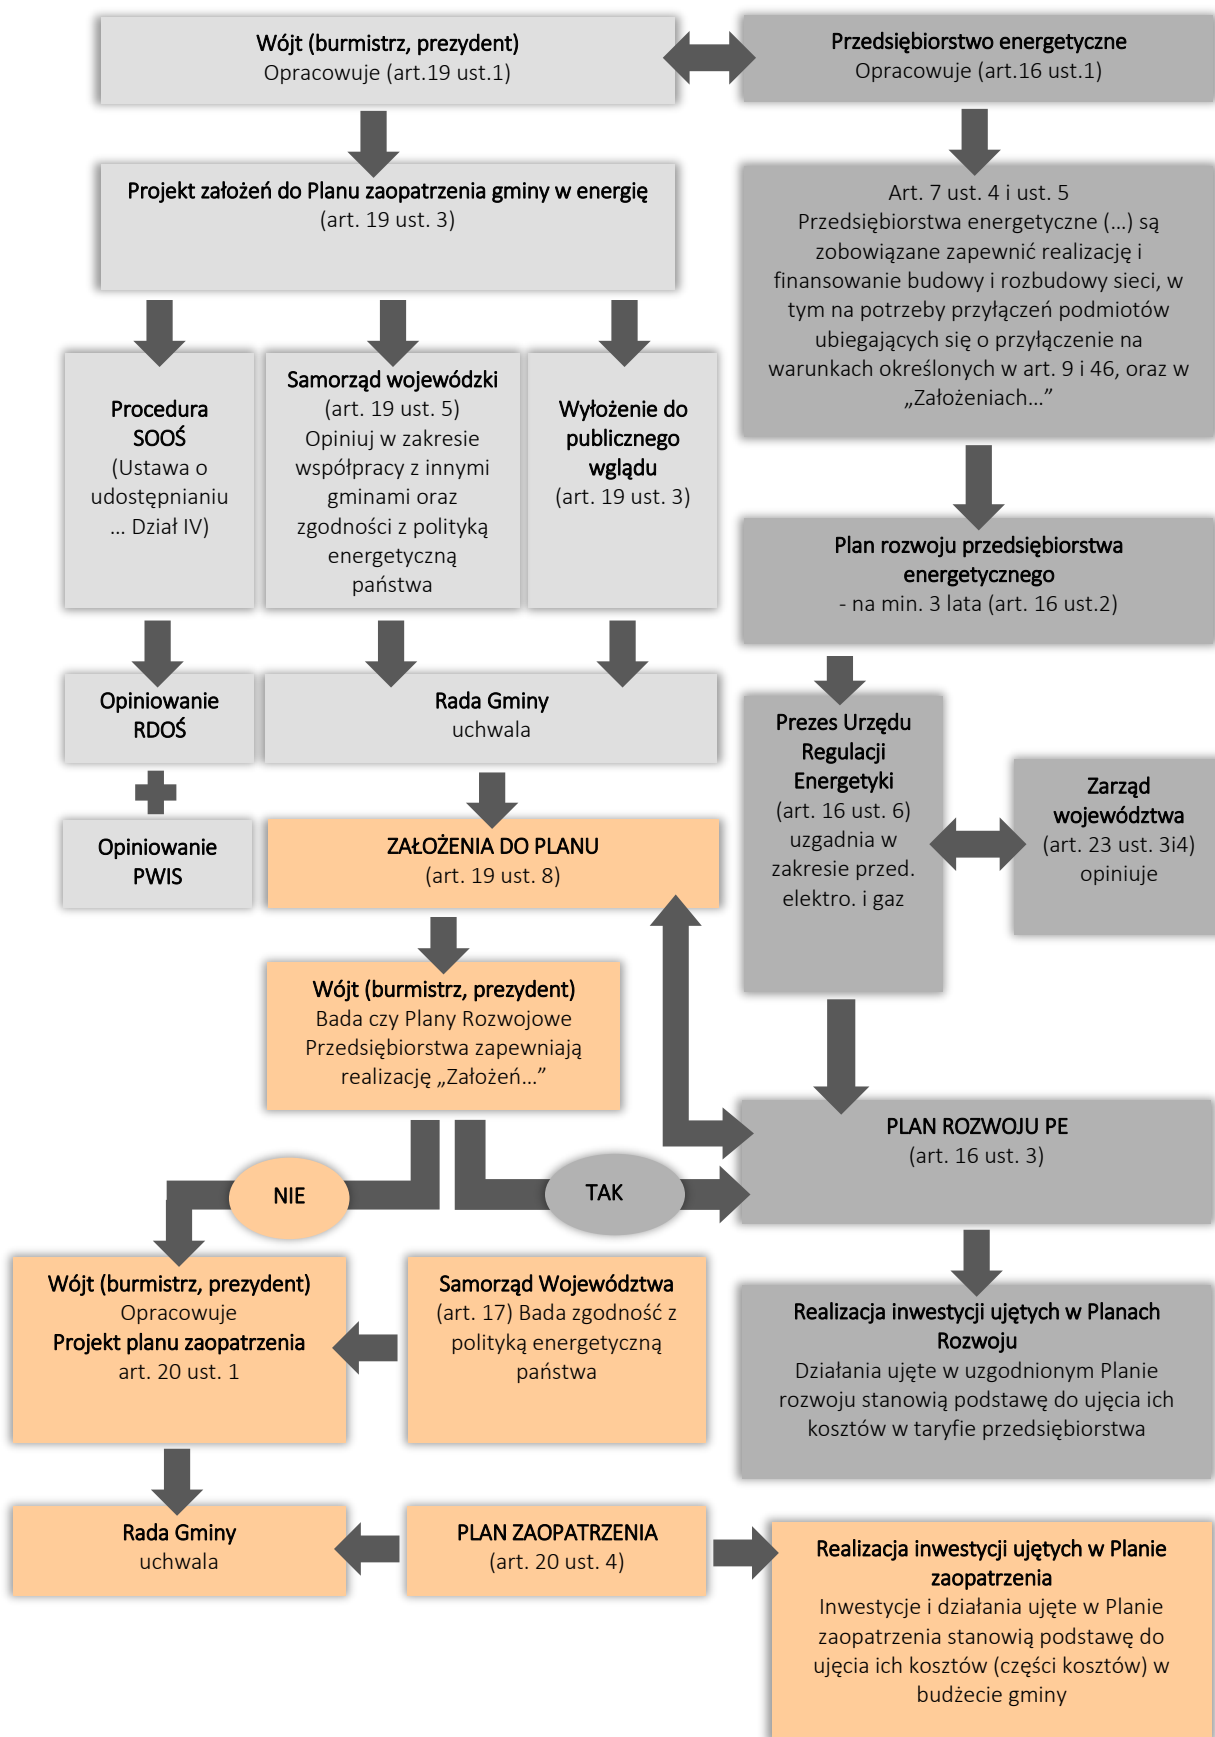 Wójt (burmistrz, prezydent)
Opracowuje (art.19 ust.1)
Przedsiębiorstwo energetyczne
Opracowuje (art.16 ust.1)
Projekt założeń do Planu zaopatrzenia gminy w energię
(art. 19 ust. 3)
Art. 7 ust. 4 i ust. 5
Przedsiębiorstwa energetyczne (...) są
zobowiązane zapewnić realizację i
finansowanie budowy i rozbudowy sieci, w
tym na potrzeby przyłączeń podmiotów
ubiegających się o przyłączenie na
warunkach określonych w art. 9 i 46, oraz w
„Założeniach...”
Procedura
SOOŚ
(Ustawa o
udostępnianiu
... Dział IV)
Samorząd wojewódzki
(art. 19 ust. 5)
Opiniuj w zakresie
współpracy z innymi
gminami oraz
zgodności z polityką
energetyczną
państwa
Wyłożenie do
publicznego
wglądu
(art. 19 ust. 3)
Plan rozwoju przedsiębiorstwa
energetycznego
- na min. 3 lata (art. 16 ust.2)
Opiniowanie
RDOŚ
Rada Gminy
uchwala
Prezes Urzędu
Regulacji
Energetyki
(art. 16 ust. 6)
uzgadnia w
zakresie przed.
elektro. i gaz
Zarząd
województwa
(art. 23 ust. 3i4)
opiniuje
Opiniowanie
PWIS
ZAŁOŻENIA DO PLANU
(art. 19 ust. 8)
Wójt (burmistrz, prezydent)
Bada czy Plany Rozwojowe
Przedsiębiorstwa zapewniają
realizację „Założeń...”
PLAN ROZWOJU PE
(art. 16 ust. 3)
NIE
TAK
Wójt (burmistrz, prezydent)
Opracowuje
Projekt planu zaopatrzenia
art. 20 ust. 1
Samorząd Województwa
(art. 17) Bada zgodność z
polityką energetyczną
państwa
Realizacja inwestycji ujętych w Planach
Rozwoju
Działania ujęte w uzgodnionym Planie
rozwoju stanowią podstawę do ujęcia ich
kosztów w taryfie przedsiębiorstwa
Rada Gminy
uchwala
PLAN ZAOPATRZENIA
(art. 20 ust. 4)
Realizacja inwestycji ujętych w Planie
zaopatrzenia
Inwestycje i działania ujęte w Planie
zaopatrzenia stanowią podstawę do
ujęcia ich kosztów (części kosztów) w
budżecie gminy